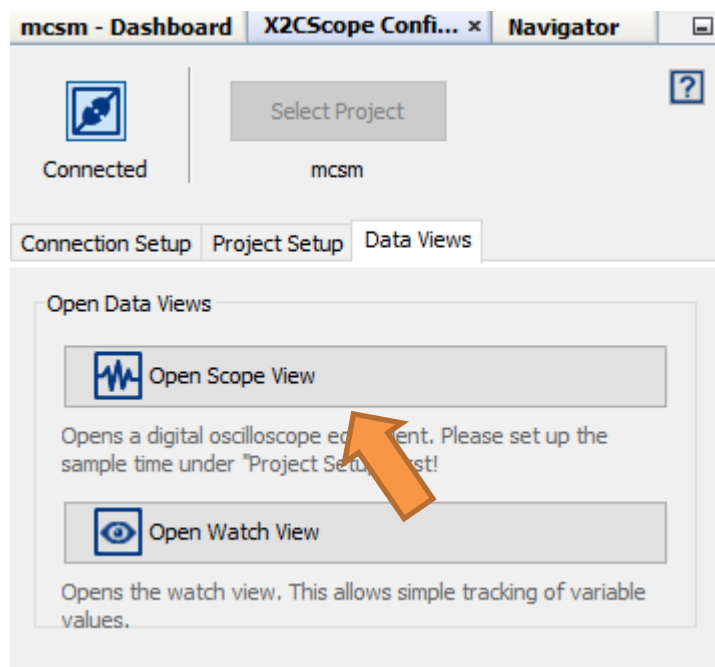 mcsm - Dashboard X2CScope Confi... × Navigator
?
Select Project
Connected mcsm
Connection Setup Project Setup Data Views
Open Data Views
Open Scope View
Opens a digital oscilloscope Please set up the
sample time under "Project
Open Watch View
Opens the watch view. This allows simple tracking of variable
values.